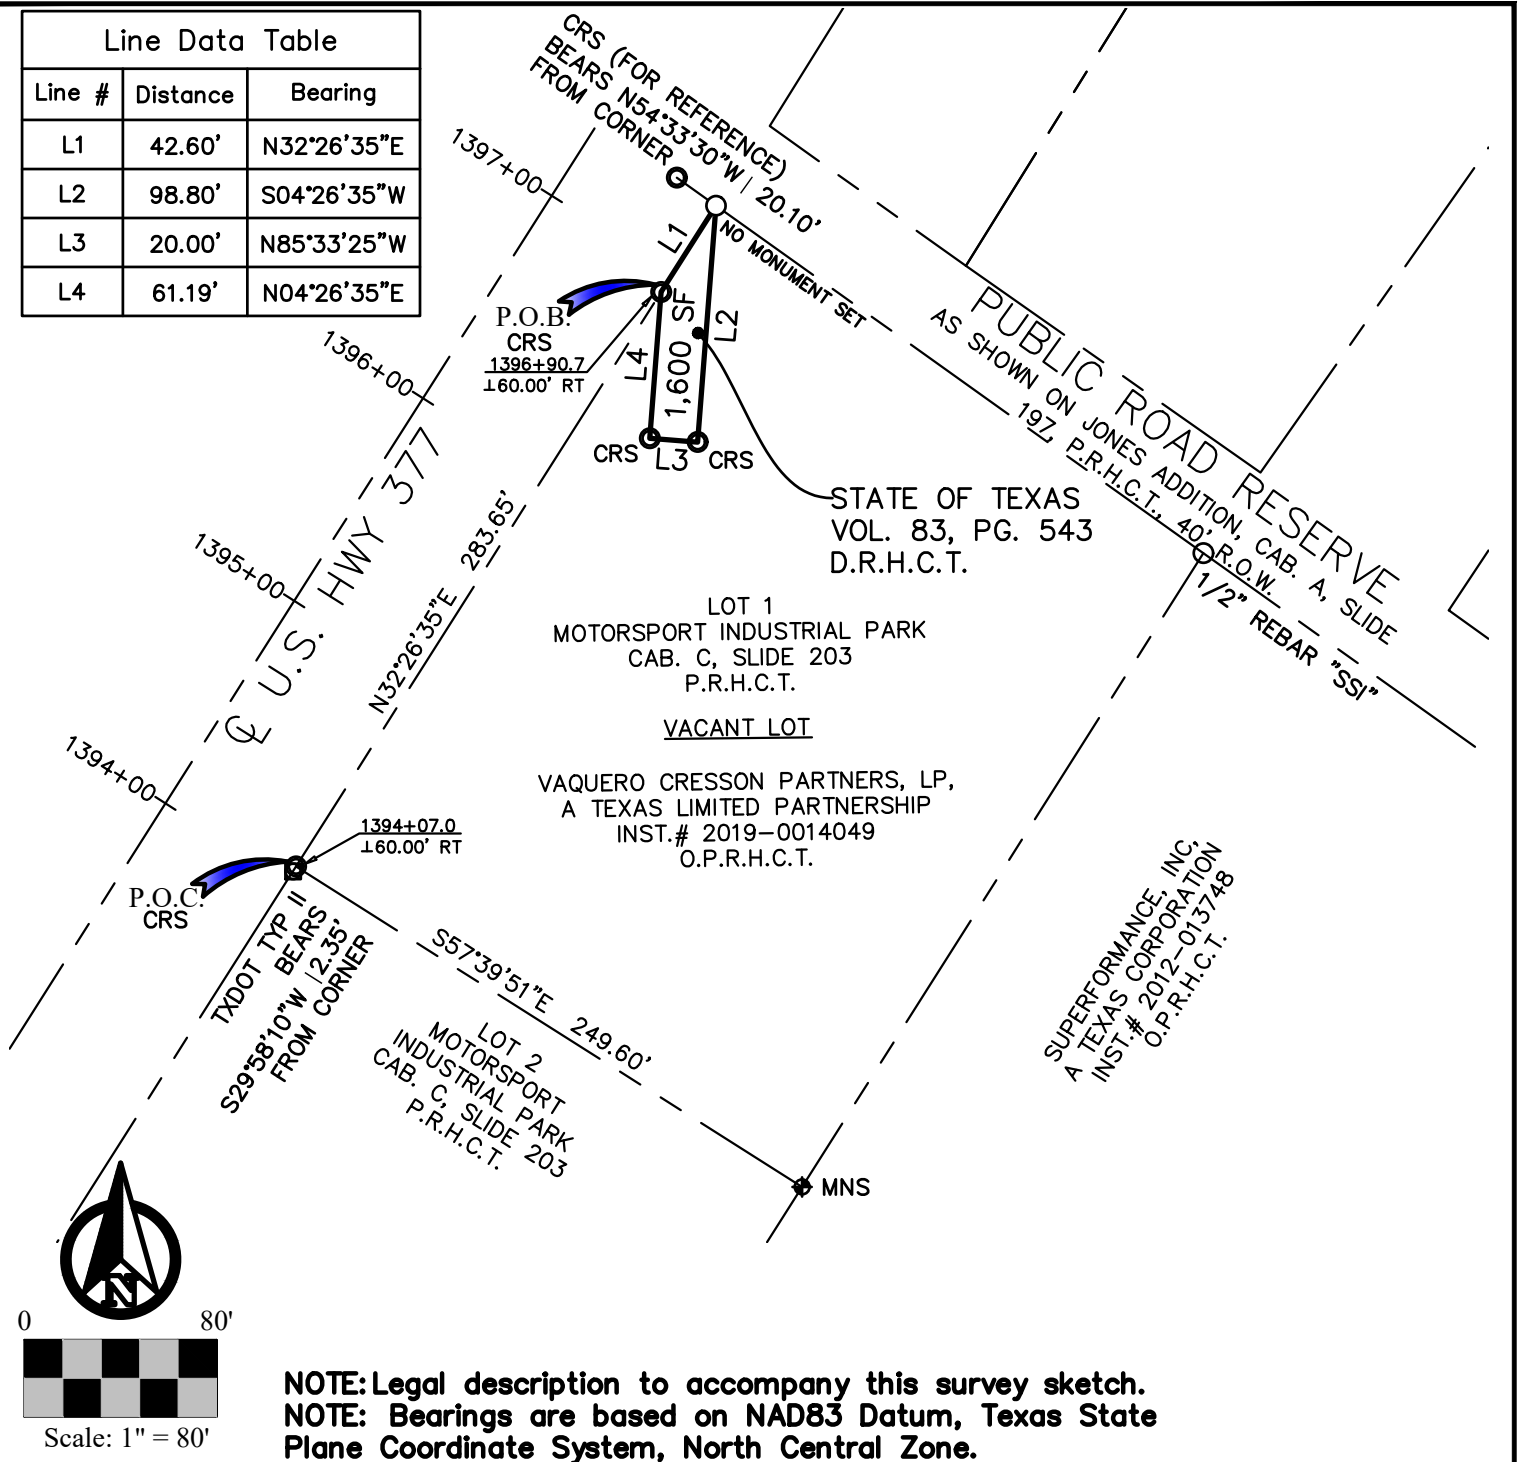 Line Data Table
Line # Distance Bearing
L1 42.60' N32°26'35"E
L2 98.80' S04°26'35"W
L3 20.00' N85°33'25"W
L4 61.19' N04°26'35"E
CRS (FOR REFERENCE)
BEARS N54°33'30"W | 20.10'
FROM CORNER
1397+00
1396+00
1395+00
1394+00
℄ U.S. HWY 377
NO MONUMENT SET
L1
L2
L4
1,600 SF
L3
CRS
CRS
P.O.B.
CRS
1396+90.7
⊥60.00' RT
PUBLIC ROAD RESERVE
AS SHOWN ON JONES ADDITION, CAB. A, SLIDE
197, P.R.H.C.T., 40' R.O.W.
1/2" REBAR "SSI"
STATE OF TEXAS
VOL. 83, PG. 543
D.R.H.C.T.
N32°26'35"E 283.65'
LOT 1
MOTORSPORT INDUSTRIAL PARK
CAB. C, SLIDE 203
P.R.H.C.T.
VACANT LOT
VAQUERO CRESSON PARTNERS, LP,
A TEXAS LIMITED PARTNERSHIP
INST.# 2019-0014049
O.P.R.H.C.T.
1394+07.0
⊥60.00' RT
P.O.C.
CRS
TXDOT TYP II
BEARS
S29°58'10"W |2.35'
FROM CORNER
S57°39'51"E 249.60'
LOT 2
MOTORSPORT
INDUSTRIAL PARK
CAB. C, SLIDE 203
P.R.H.C.T.
SUPERFORMANCE, INC,
A TEXAS CORPORATION
INST.# 2012-013748
O.P.R.H.C.T.
MNS
N
0 80'
Scale: 1" = 80'
NOTE: Legal description to accompany this survey sketch.
NOTE: Bearings are based on NAD83 Datum, Texas State
Plane Coordinate System, North Central Zone.